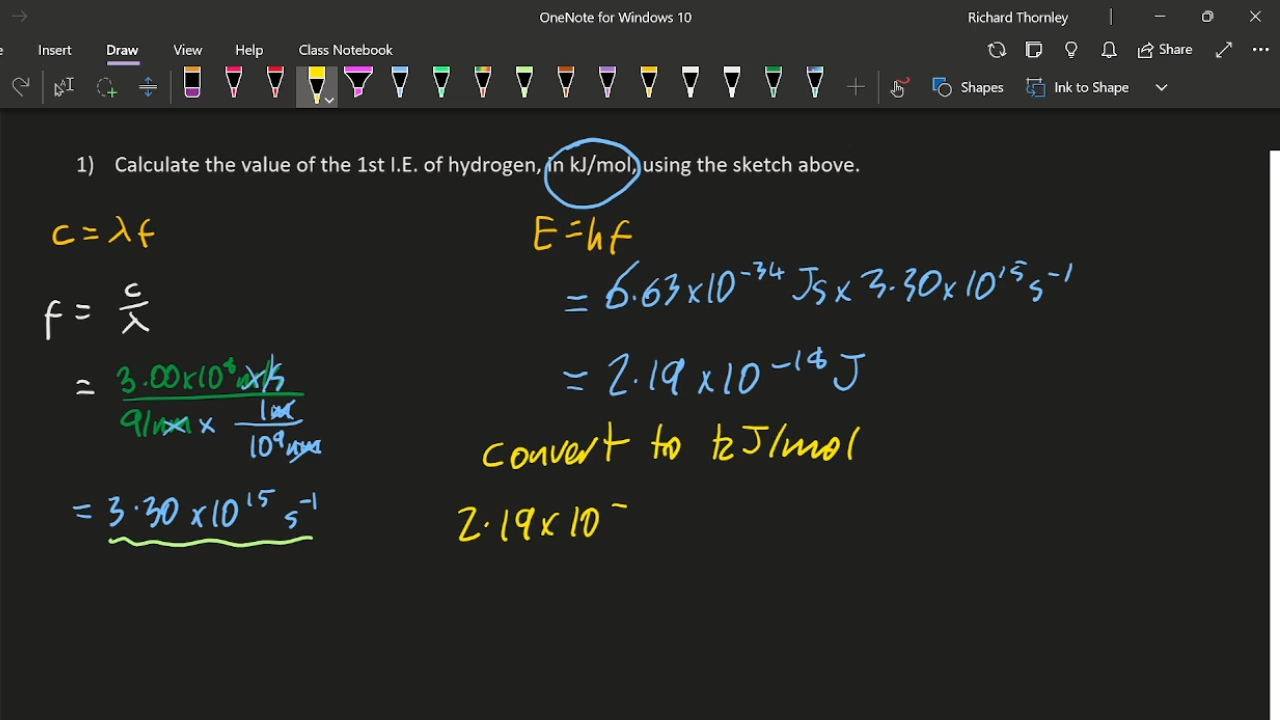 OneNote for Windows 10
Richard Thornley
Insert
Draw
View
Help
Class Notebook
Share
Shapes
Ink to Shape
1) Calculate the value of the 1st I.E. of hydrogen, in kJ/mol, using the sketch above.
c = λf
f = c/λ
= 3.00×10⁸ m/s
91nm × 1m
10⁹nm
= 3.30×10¹⁵ s⁻¹
E = hf
= 6.63×10⁻³⁴ Js × 3.30×10¹⁵ s⁻¹
= 2.19×10⁻¹⁸ J
convert to kJ/mol
2.19×10⁻